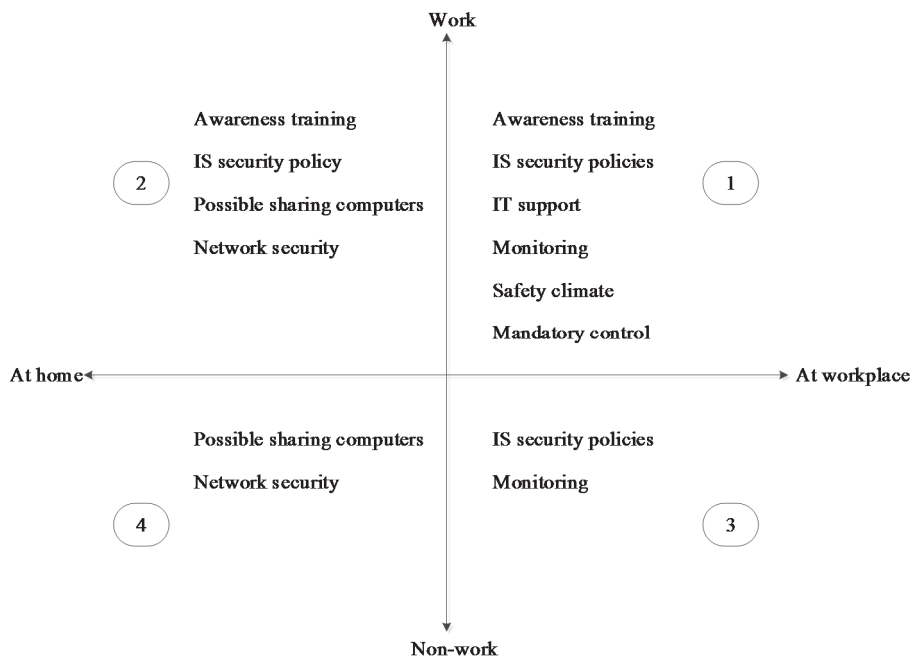 Work
Awareness training
IS security policy
Possible sharing computers
Network security
2
Awareness training
IS security policies
IT support
Monitoring
Safety climate
Mandatory control
1
At home
At workplace
Possible sharing computers
Network security
4
IS security policies
Monitoring
3
Non-work